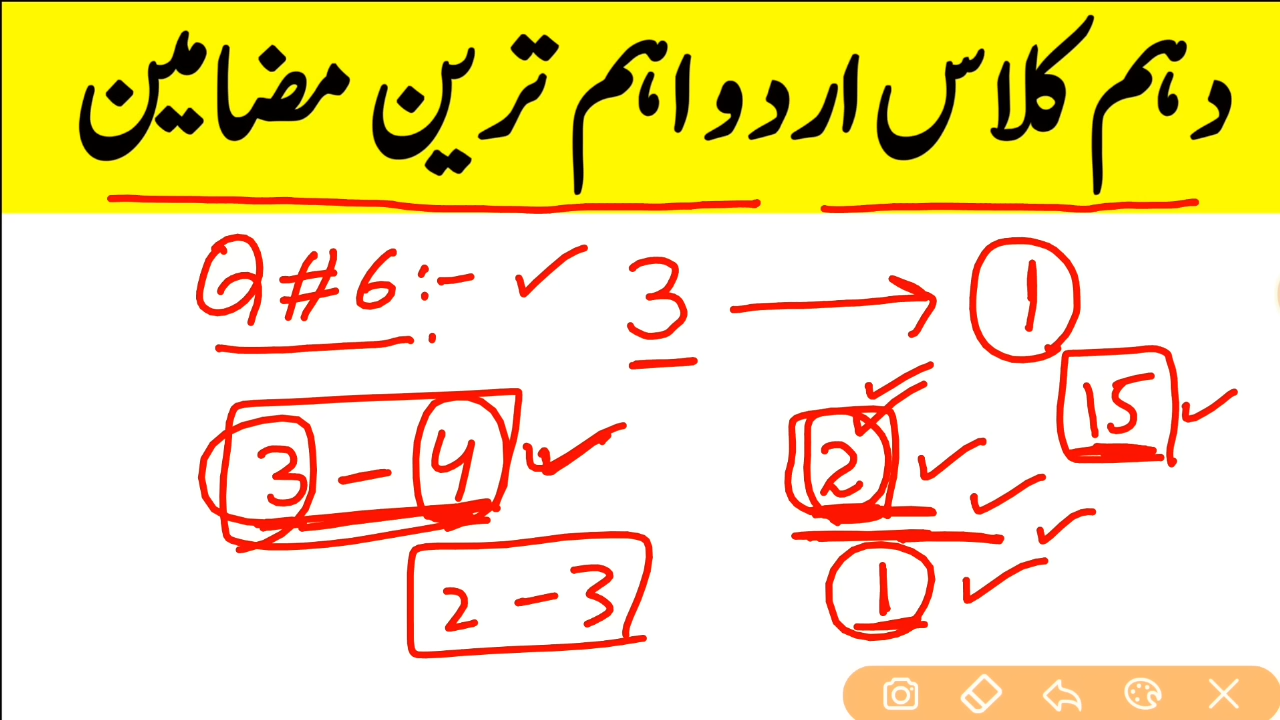 دہم کلاس اردو اہم ترین مضامین
Q#6:- 3 → 1
15
3 - 4 2
2 - 3 1